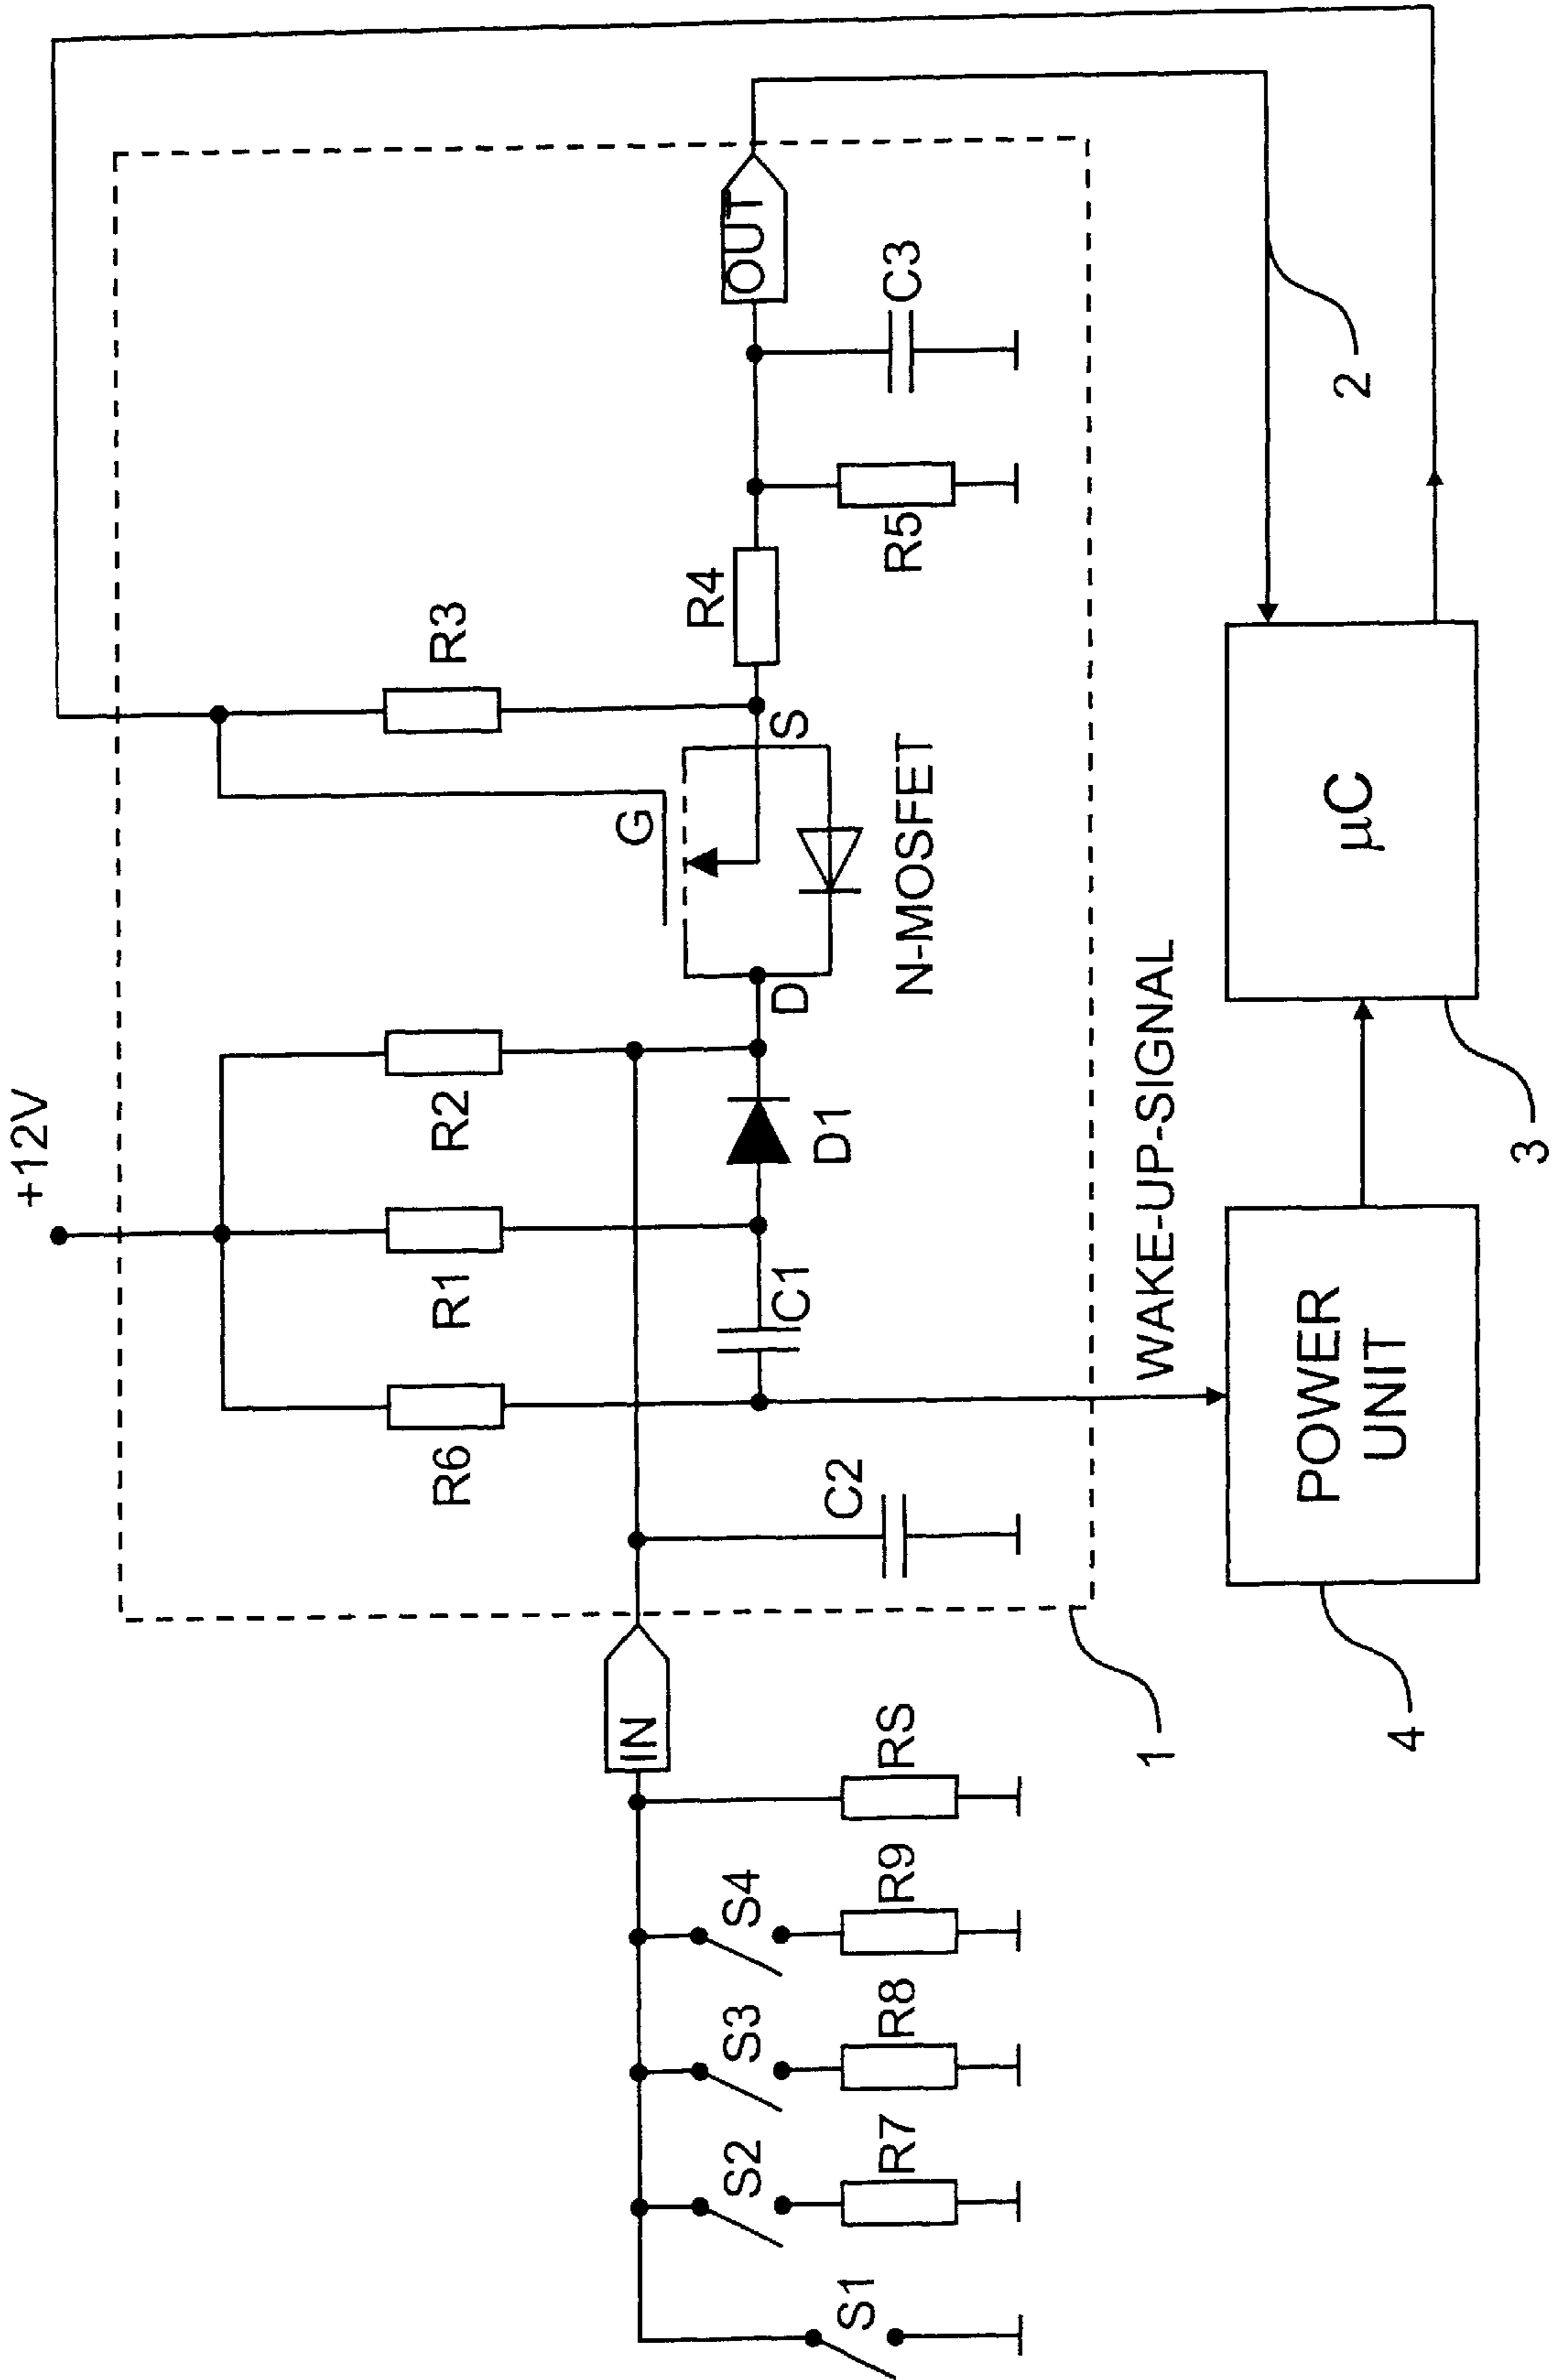 +12V
R6
R1
R2
R3
IN
C2
C1
D1
D
G
S
N-MOSFET
R4
R5
C3
OUT
S1
S2
S3
S4
R7
R8
R9
RS
1
WAKE-UP-SIGNAL
2
POWER
UNIT
µC
4
3